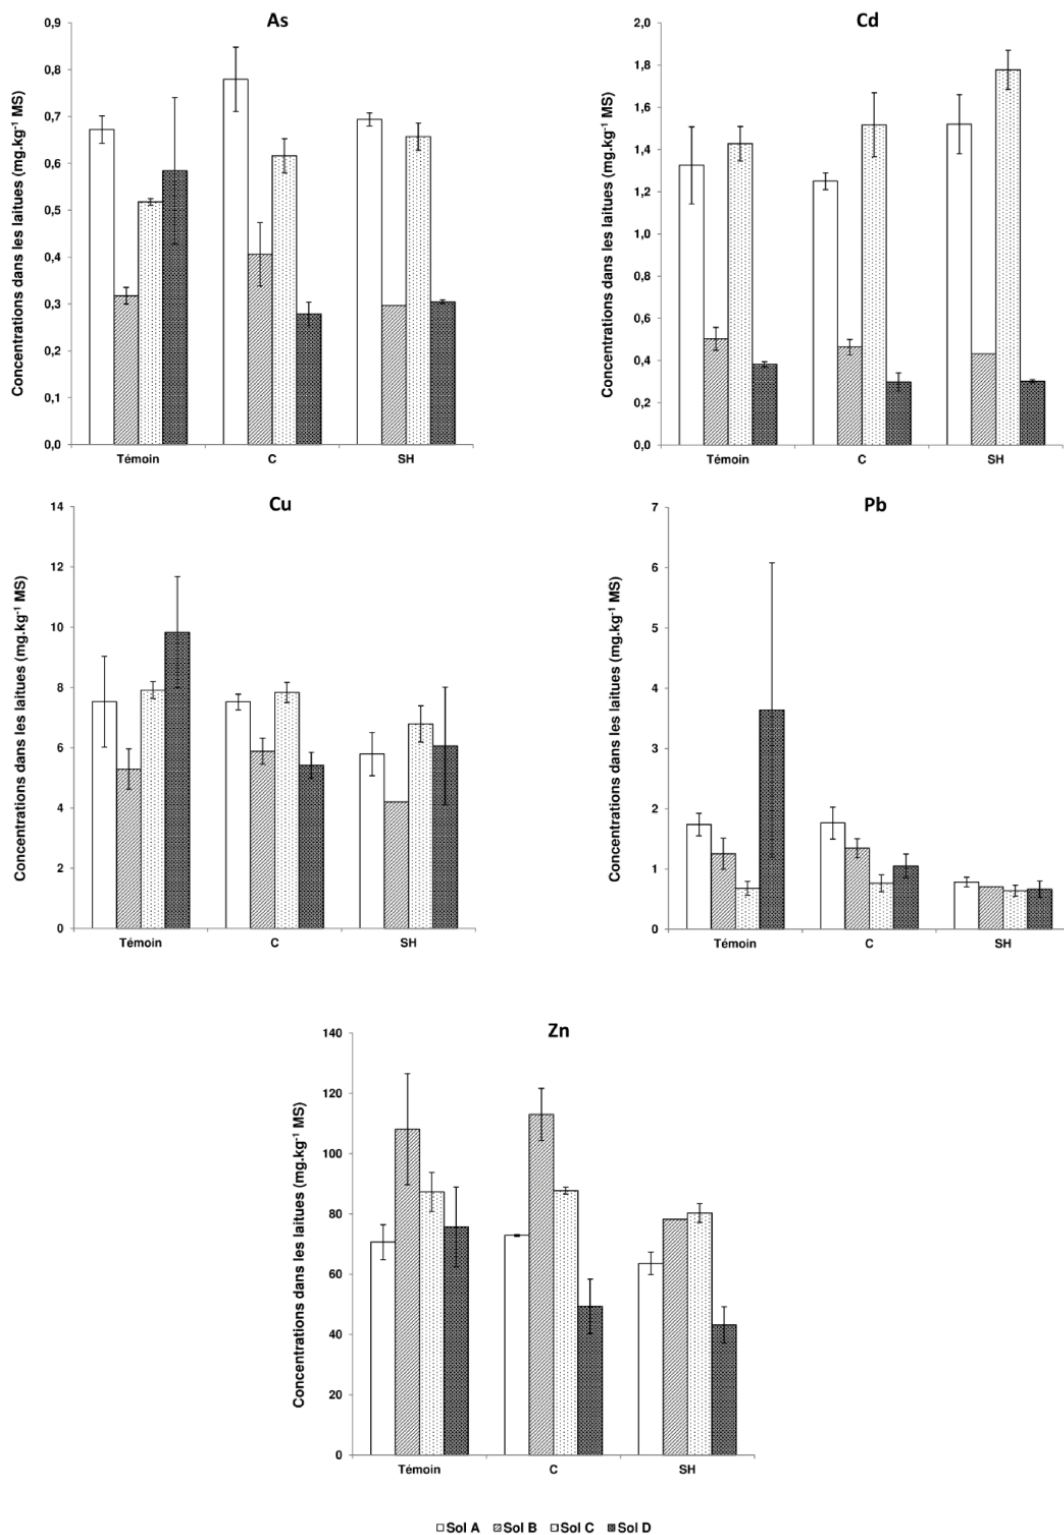 As
Concentrations dans les laitues (mg.kg⁻¹ MS)
0,9
0,8
0,7
0,6
0,5
0,4
0,3
0,2
0,1
0,0
Témoin C SH
Cd
Concentrations dans les laitues (mg.kg⁻¹ MS)
2,0
1,8
1,6
1,4
1,2
1,0
0,8
0,6
0,4
0,2
0,0
Témoin C SH
Cu
Concentrations dans les laitues (mg.kg⁻¹ MS)
14
12
10
8
6
4
2
0
Témoin C SH
Pb
Concentrations dans les laitues (mg.kg⁻¹ MS)
7
6
5
4
3
2
1
0
Témoin C SH
Zn
Concentrations dans les laitues (mg.kg⁻¹ MS)
140
120
100
80
60
40
20
0
Témoin C SH
Sol A Sol B Sol C Sol D